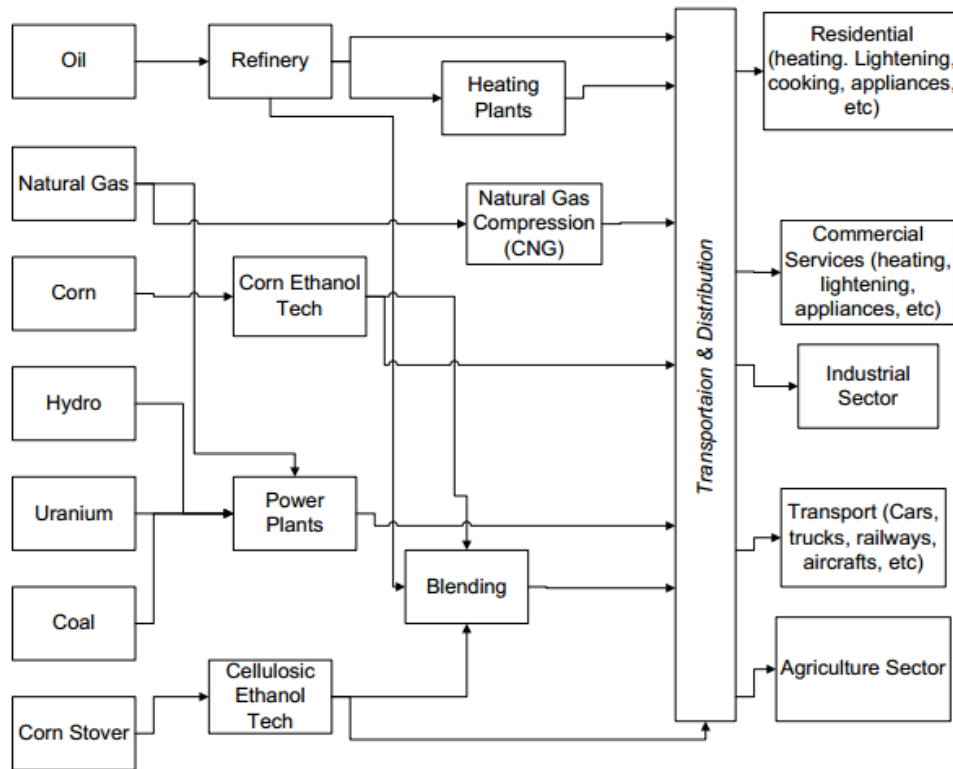 Oil
Refinery
Heating
Plants
Residential
(heating. Lightening,
cooking, appliances,
etc)
Natural Gas
Natural Gas
Compression
(CNG)
Commercial
Services (heating,
lightening,
appliances, etc)
Corn
Corn Ethanol
Tech
Transportaion & Distribution
Industrial
Sector
Hydro
Uranium
Power
Plants
Transport (Cars,
trucks, railways,
aircrafts, etc)
Coal
Blending
Cellulosic
Ethanol
Tech
Agriculture Sector
Corn Stover